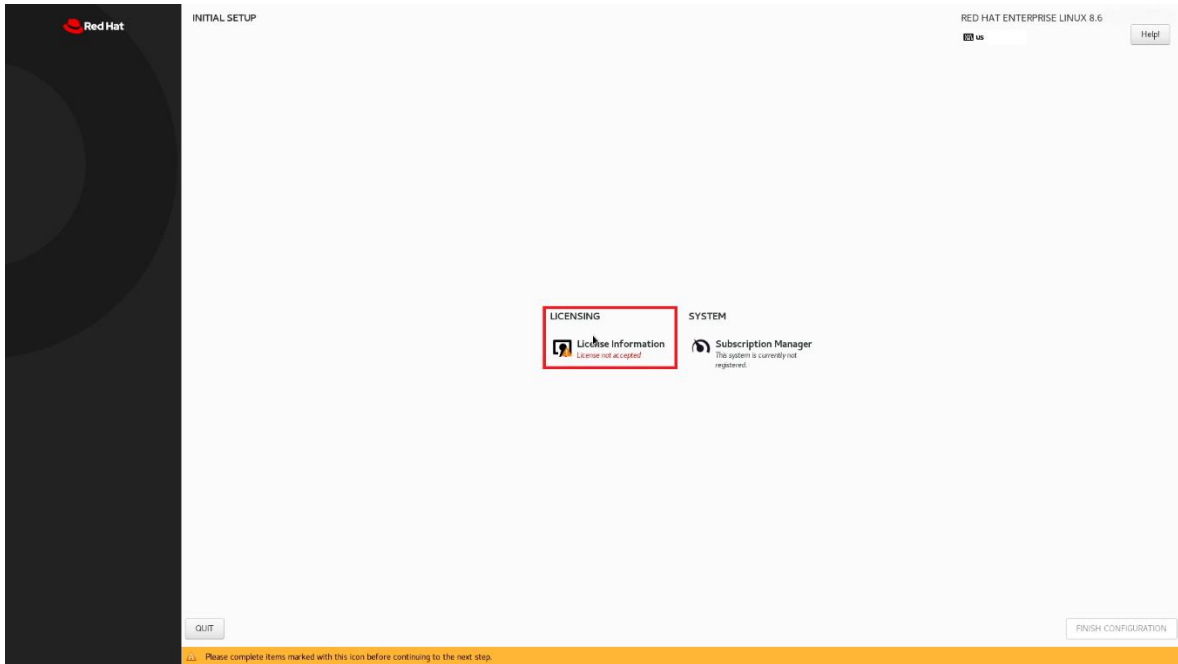 Red Hat
INITIAL SETUP
RED HAT ENTERPRISE LINUX 8.6
us
Help!
LICENSING
License Information
License not accepted
SYSTEM
Subscription Manager
This system is currently not
registered.
QUIT
FINISH CONFIGURATION
Please complete items marked with this icon before continuing to the next step.